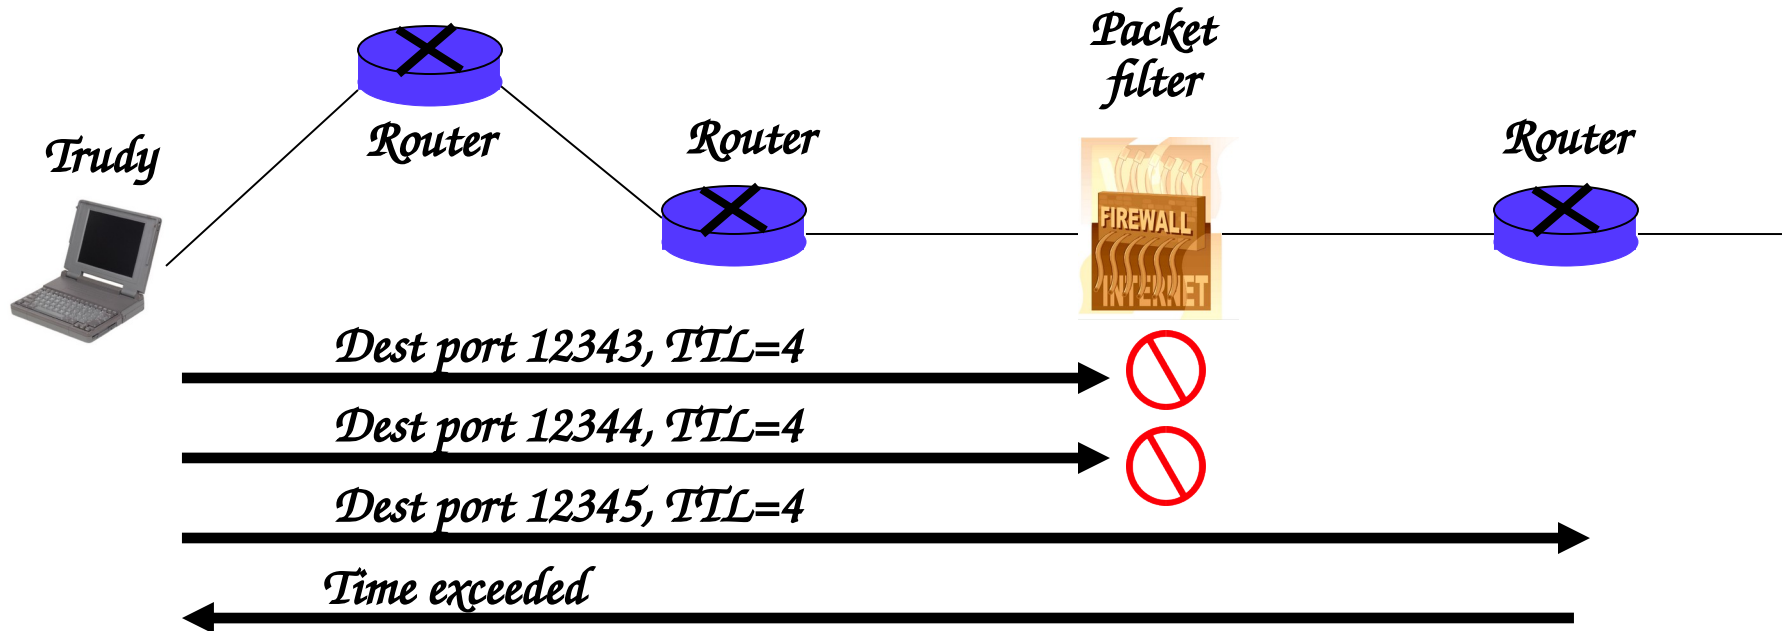 Packet
filter
Router
Router
Router
Trudy
FIREWALL
INTERNET
Dest port 12343, TTL=4
Dest port 12344, TTL=4
Dest port 12345, TTL=4
Time exceeded